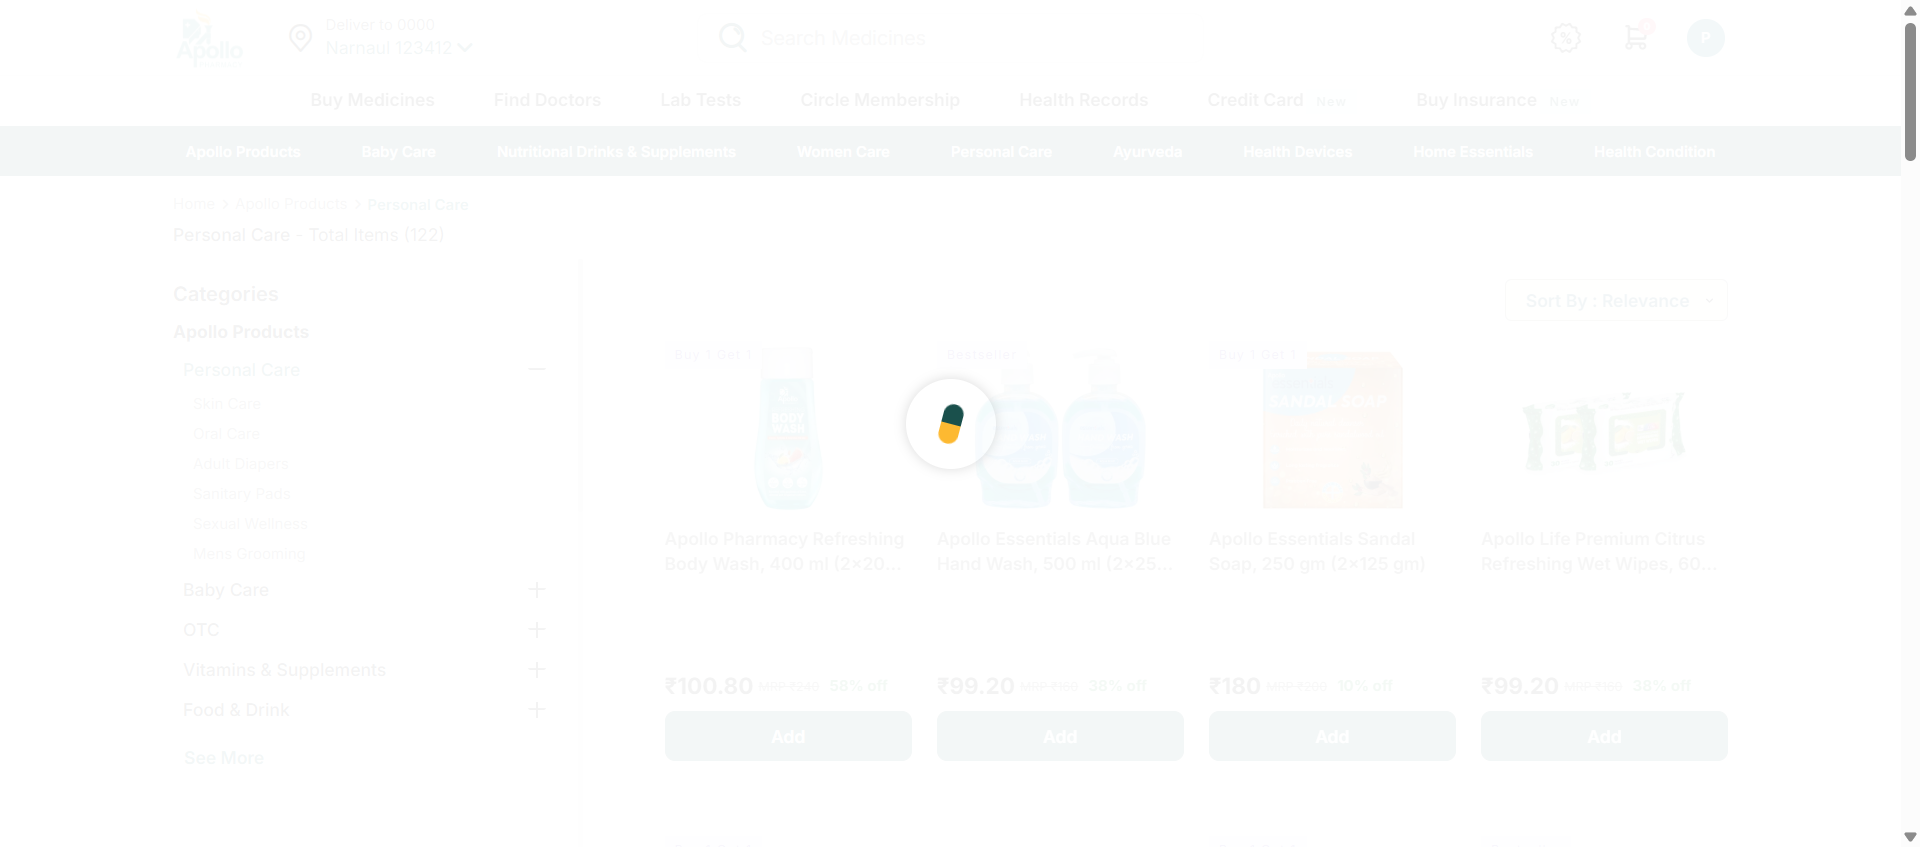 Deliver to 0000
Narnaul 123412
Search Medicines
P
Apollo
Buy Medicines
Find Doctors
Lab Tests
Circle Membership
Health Records
Credit Card New
Buy Insurance New
Apollo Products
Baby Care
Nutritional Drinks & Supplements
Women Care
Personal Care
Ayurveda
Health Devices
Home Essentials
Health Condition
Home > Apollo Products > Personal Care
Personal Care - Total Items (122)
Categories
Apollo Products
Personal Care
Skin Care
Oral Care
Adult Diapers
Sanitary Pads
Sexual Wellness
Mens Grooming
Baby Care
OTC
Vitamins & Supplements
Food & Drink
See More
Sort By : Relevance
Buy 1 Get 1
BODY
WASH
Apollo Pharmacy Refreshing
Body Wash, 400 ml (2x20...
₹100.80 MRP ₹240 58% off
Add
Bestseller
Apollo Essentials Aqua Blue
Hand Wash, 500 ml (2x25...
₹99.20 MRP ₹160 38% off
Add
Buy 1 Get 1
SANDAL SOAP
Apollo Essentials Sandal
Soap, 250 gm (2x125 gm)
₹180 MRP ₹200 10% off
Add
Apollo Life Premium Citrus
Refreshing Wet Wipes, 60...
₹99.20 MRP ₹160 38% off
Add